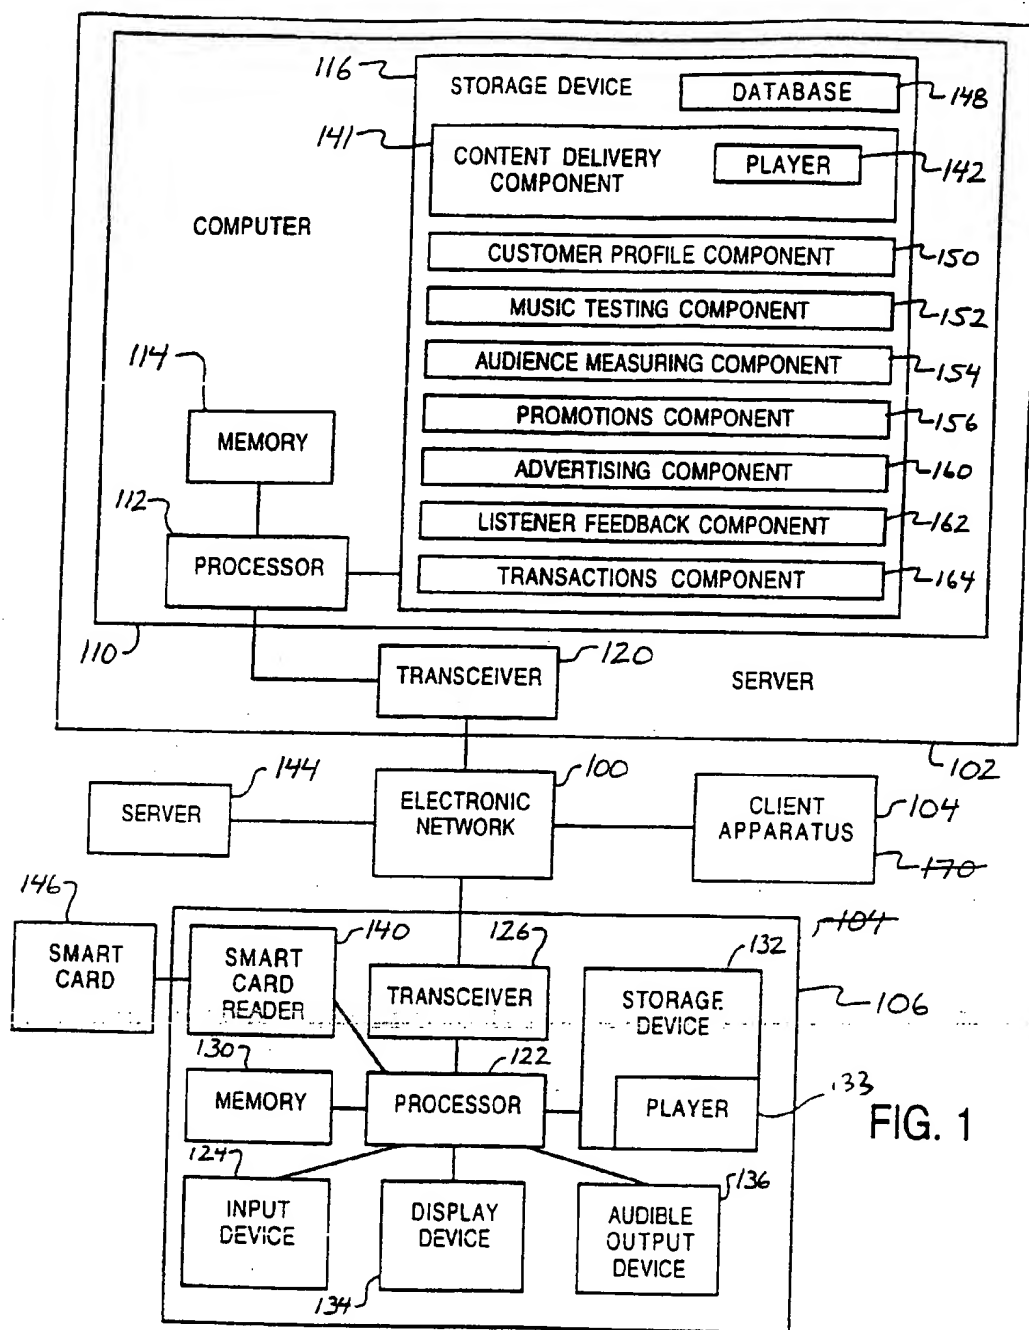 116
STORAGE DEVICE
DATABASE
148
141
CONTENT DELIVERY
COMPONENT
PLAYER
142
COMPUTER
CUSTOMER PROFILE COMPONENT
150
MUSIC TESTING COMPONENT
152
114
AUDIENCE MEASURING COMPONENT
154
MEMORY
PROMOTIONS COMPONENT
156
ADVERTISING COMPONENT
160
112
PROCESSOR
LISTENER FEEDBACK COMPONENT
162
TRANSACTIONS COMPONENT
164
110
TRANSCEIVER
120
SERVER
102
144
SERVER
100
ELECTRONIC
NETWORK
CLIENT
APPARATUS
104
170
146
SMART
CARD
140
SMART
CARD
READER
126
TRANSCEIVER
132
STORAGE
DEVICE
104
106
130
MEMORY
122
PROCESSOR
PLAYER
133
FIG. 1
124
INPUT
DEVICE
DISPLAY
DEVICE
134
136
AUDIBLE
OUTPUT
DEVICE